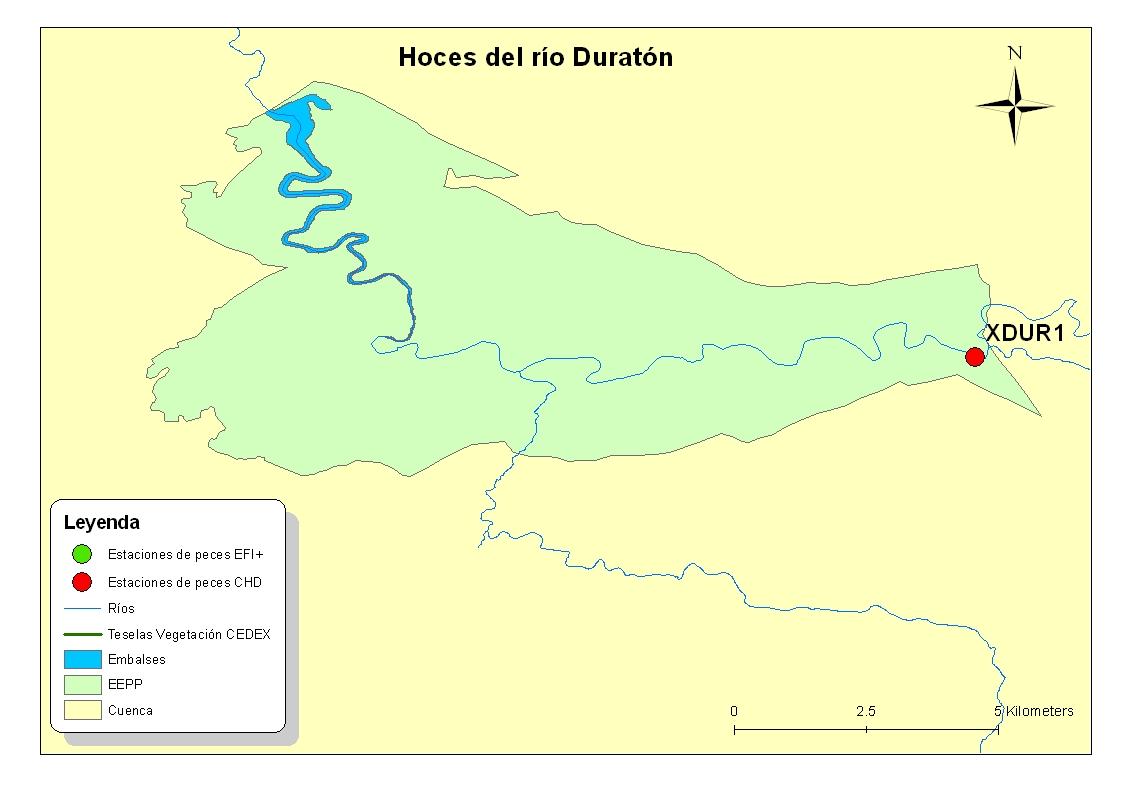 Hoces del río Duratón
N
XDUR1
Leyenda
Estaciones de peces EFI+
Estaciones de peces CHD
Ríos
Teselas Vegetación CEDEX
Embalses
EEPP
Cuenca
0 2.5 5 Kilometers